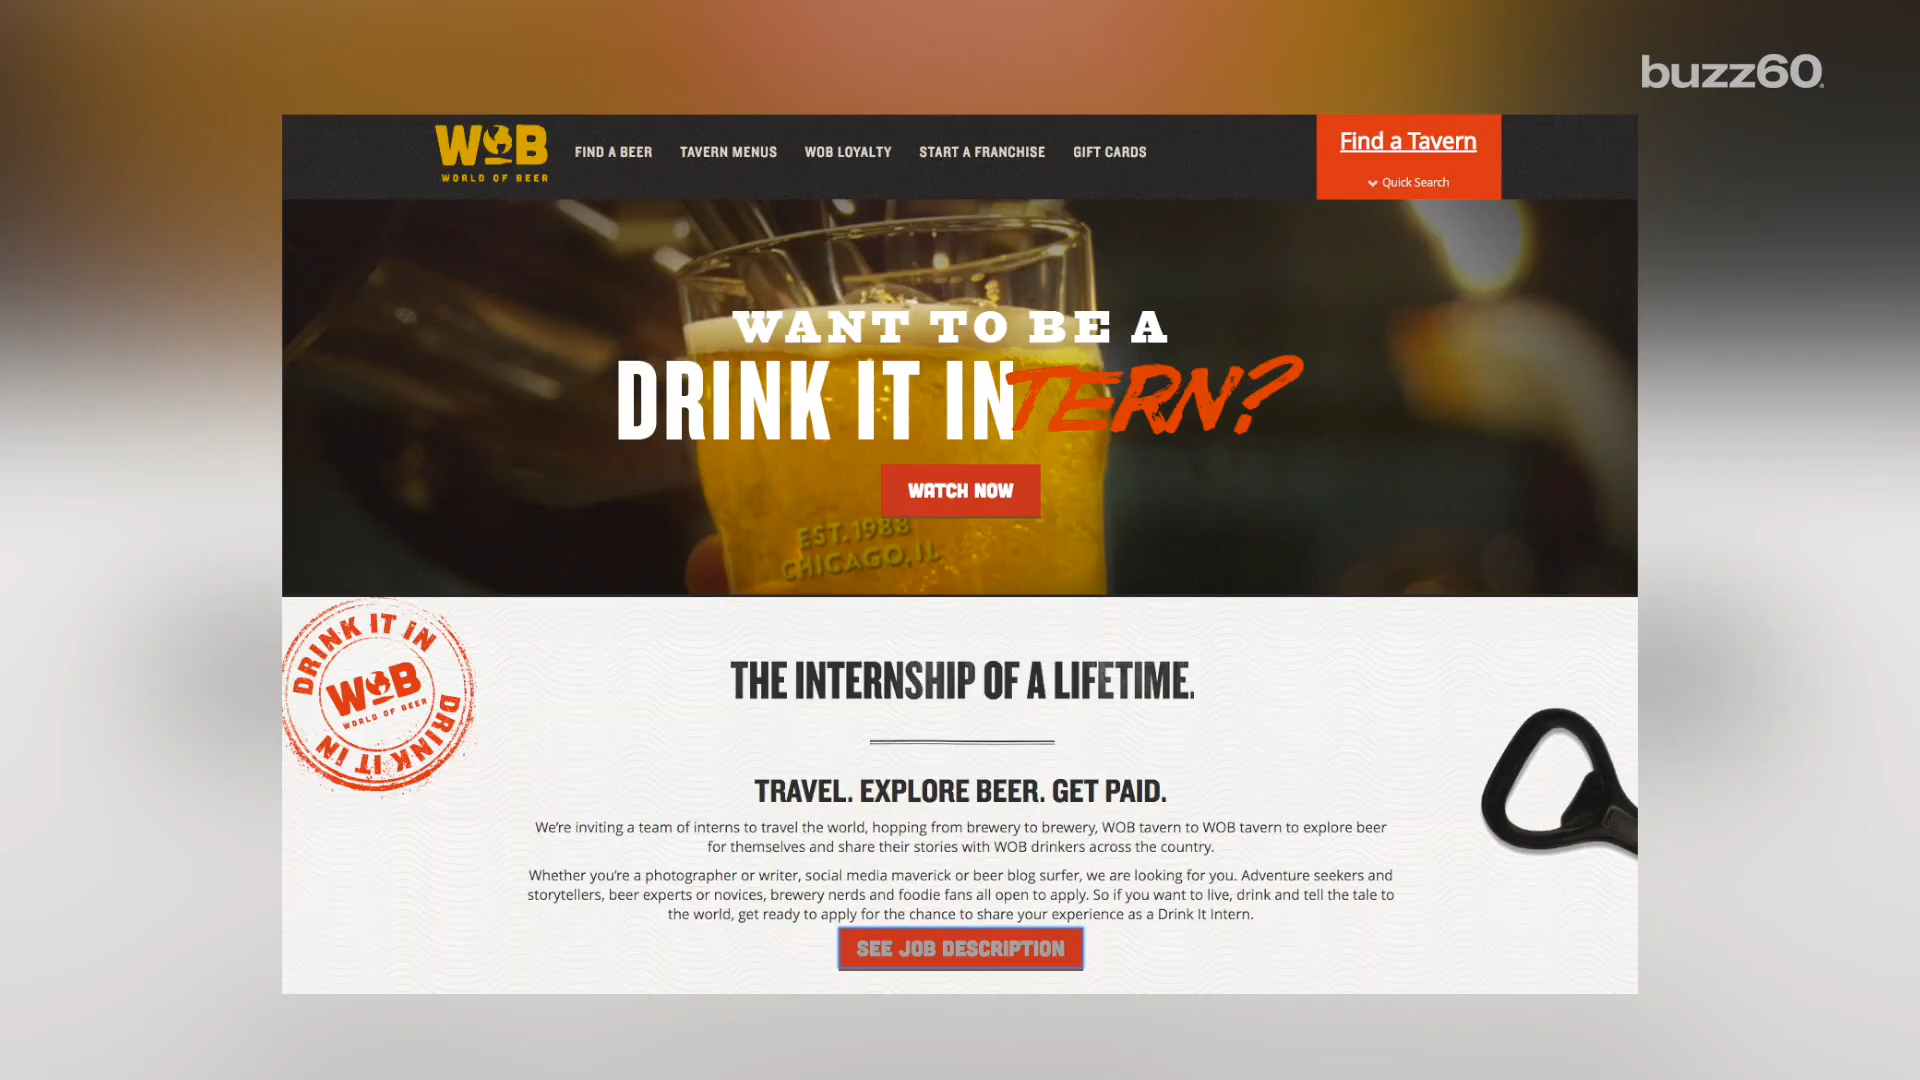 buzz60
WOB
WORLD OF BEER
FIND A BEER
TAVERN MENUS
WOB LOYALTY
START A FRANCHISE
GIFT CARDS
Find a Tavern
Quick Search
WANT TO BE A
DRINK IT INTERN?
WATCH NOW
EST. 1988
CHICAGO, IL
DRINK IT IN
WOB
WORLD OF BEER
DRINK IT IN
THE INTERNSHIP OF A LIFETIME.
TRAVEL. EXPLORE BEER. GET PAID.
We’re inviting a team of interns to travel the world, hopping from brewery to brewery, WOB tavern to WOB tavern to explore beer
for themselves and share their stories with WOB drinkers across the country.
Whether you’re a photographer or writer, social media maverick or beer blog surfer, we are looking for you. Adventure seekers and
storytellers, beer experts or novices, brewery nerds and foodie fans all open to apply. So if you want to live, drink and tell the tale to
the world, get ready to apply for the chance to share your experience as a Drink It Intern.
SEE JOB DESCRIPTION